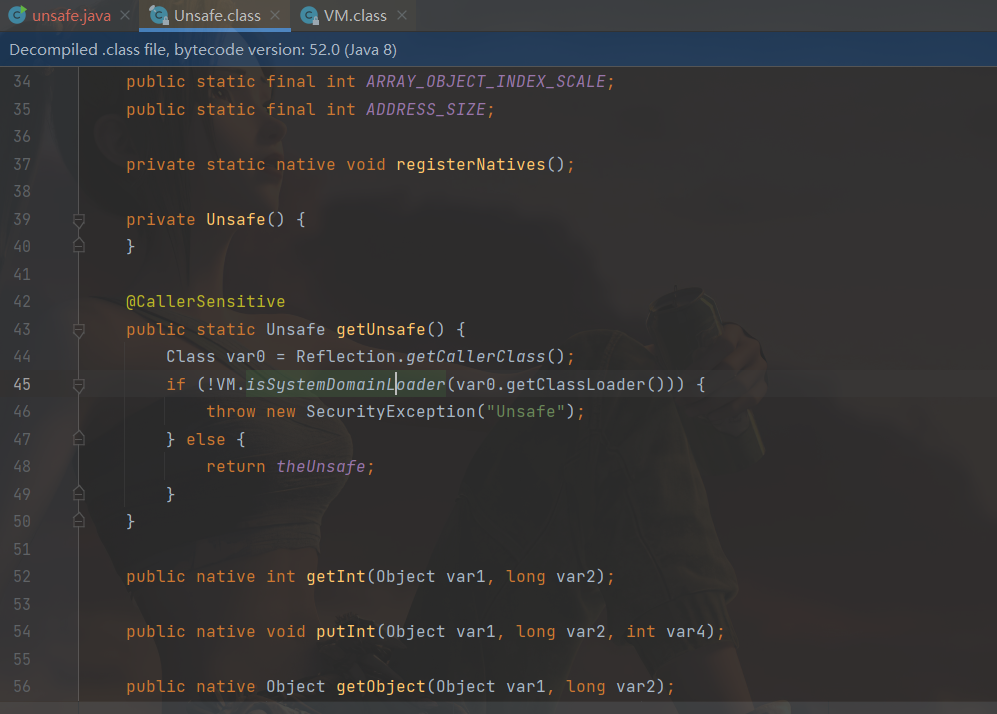 unsafe.java Unsafe.class VM.class
Decompiled .class file, bytecode version: 52.0 (Java 8)
34 public static final int ARRAY_OBJECT_INDEX_SCALE;
35 public static final int ADDRESS_SIZE;
36
37 private static native void registerNatives();
38
39 private Unsafe() {
40 }
41
42 @CallerSensitive
43 public static Unsafe getUnsafe() {
44 Class var0 = Reflection.getCallerClass();
45 if (!VM.isSystemDomainLoader(var0.getClassLoader())) {
46 throw new SecurityException("Unsafe");
47 } else {
48 return theUnsafe;
49 }
50 }
51
52 public native int getInt(Object var1, long var2);
53
54 public native void putInt(Object var1, long var2, int var4);
55
56 public native Object getObject(Object var1, long var2);